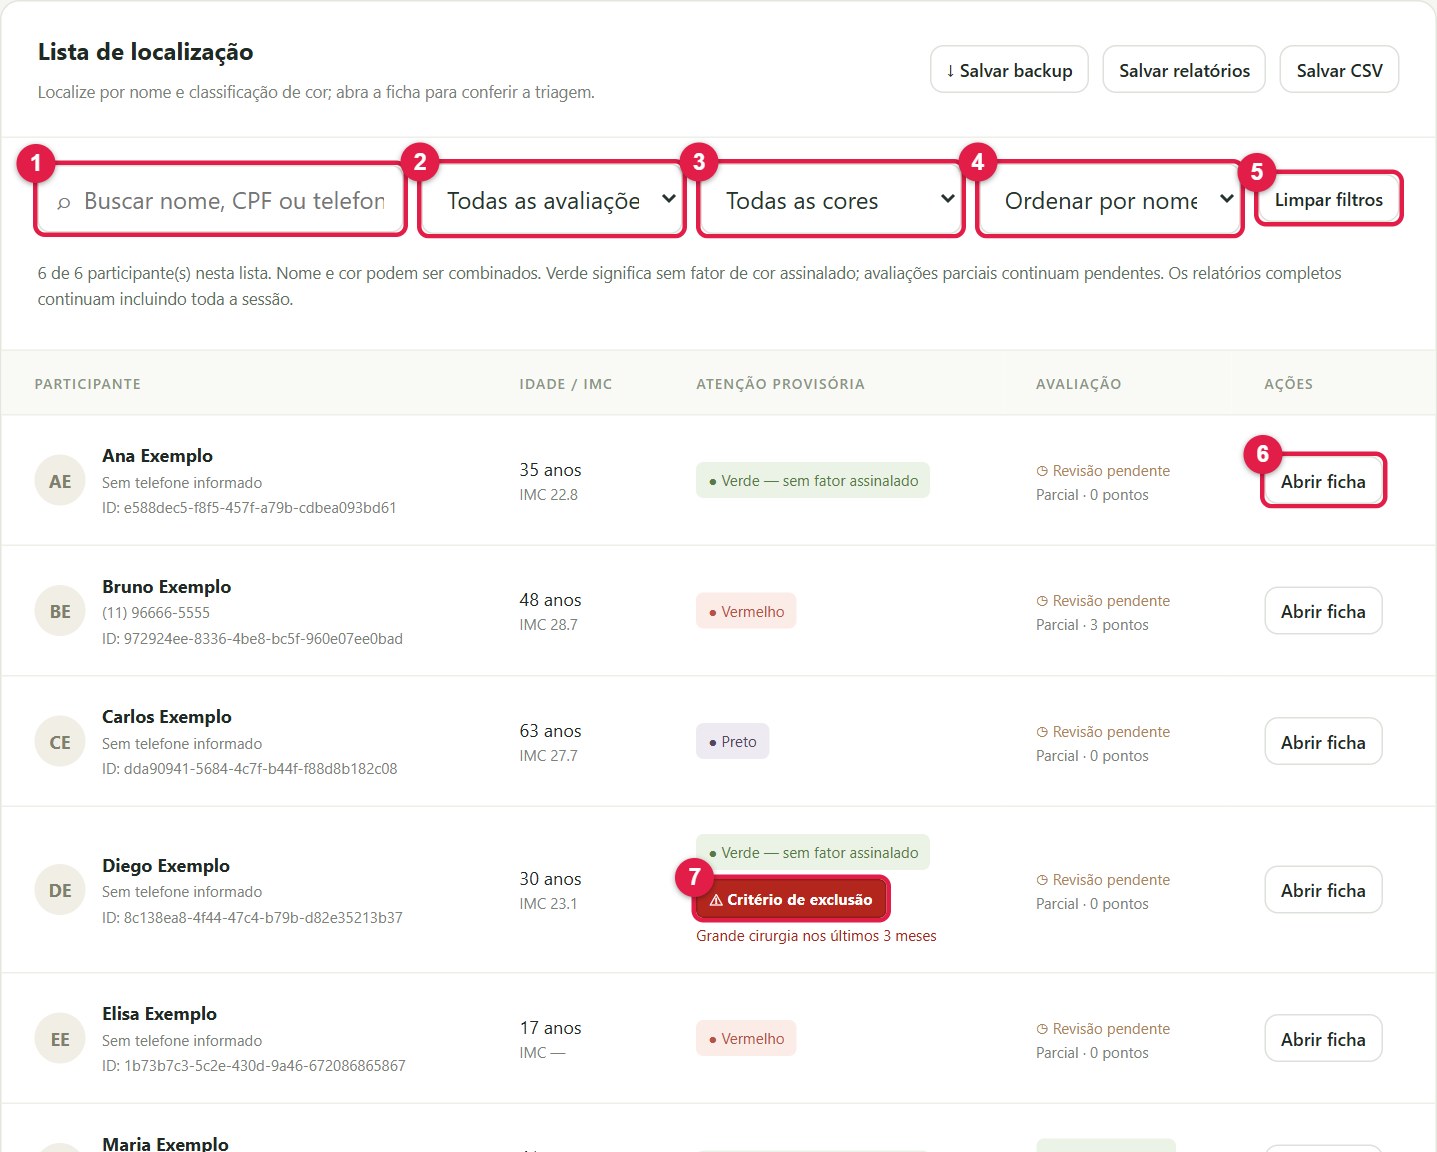 Lista de localização
Localize por nome e classificação de cor; abra a ficha para conferir a triagem.
↓ Salvar backup
Salvar relatórios
Salvar CSV
1
Buscar nome, CPF ou telefon
2
Todas as avaliaçõe
3
Todas as cores
4
Ordenar por nome
5
Limpar filtros
6 de 6 participante(s) nesta lista. Nome e cor podem ser combinados. Verde significa sem fator de cor assinalado; avaliações parciais continuam pendentes. Os relatórios completos
continuam incluindo toda a sessão.
PARTICIPANTE
IDADE / IMC
ATENÇÃO PROVISÓRIA
AVALIAÇÃO
AÇÕES
AE
Ana Exemplo
Sem telefone informado
ID: e588dec5-f8f5-457f-a79b-cdbea093bd61
35 anos
IMC 22.8
● Verde — sem fator assinalado
Revisão pendente
Parcial · 0 pontos
6
Abrir ficha
BE
Bruno Exemplo
(11) 96666-5555
ID: 972924ee-8336-4be8-bc5f-960e07ee0bad
48 anos
IMC 28.7
● Vermelho
Revisão pendente
Parcial · 3 pontos
Abrir ficha
CE
Carlos Exemplo
Sem telefone informado
ID: dda90941-5684-4c7f-b44f-f88d8b182c08
63 anos
IMC 27.7
● Preto
Revisão pendente
Parcial · 0 pontos
Abrir ficha
DE
Diego Exemplo
Sem telefone informado
ID: 8c138ea8-4f44-47c4-b79b-d82e35213b37
30 anos
IMC 23.1
● Verde — sem fator assinalado
7
⚠ Critério de exclusão
Grande cirurgia nos últimos 3 meses
Revisão pendente
Parcial · 0 pontos
Abrir ficha
EE
Elisa Exemplo
Sem telefone informado
ID: 1b73b7c3-5c2e-430d-9a46-672086865867
17 anos
IMC —
● Vermelho
Revisão pendente
Parcial · 0 pontos
Abrir ficha
Maria Exemplo